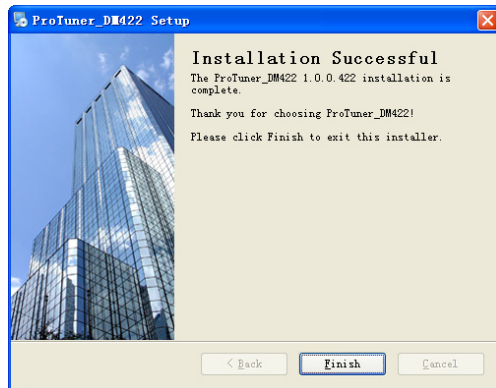 ProTuner_DM422 Setup
Installation Successful
The ProTuner_DM422 1.0.0.422 installation is
complete.
Thank you for choosing ProTuner_DM422!
Please click Finish to exit this installer.
< Back
Finish
Cancel